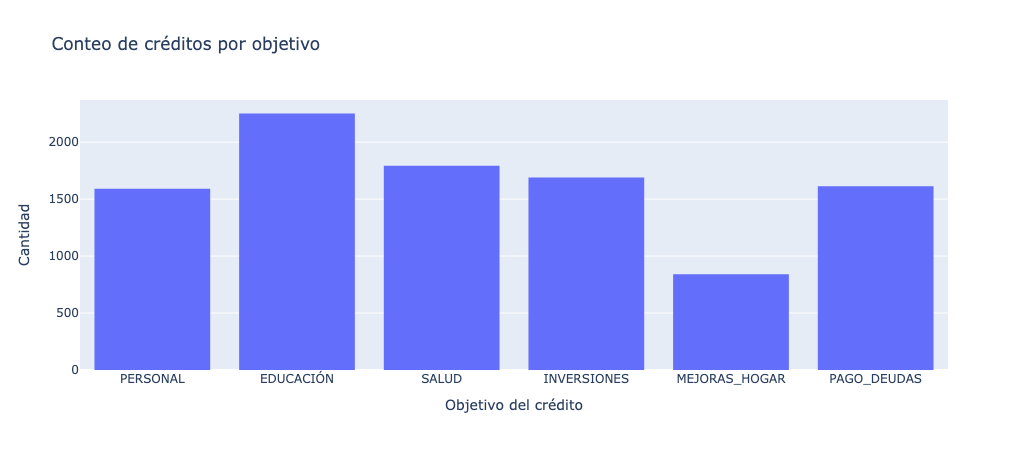 Conteo de créditos por objetivo
Cantidad
2000
1500
1000
500
0
PERSONAL EDUCACIÓN SALUD INVERSIONES MEJORAS_HOGAR PAGO_DEUDAS
Objetivo del crédito